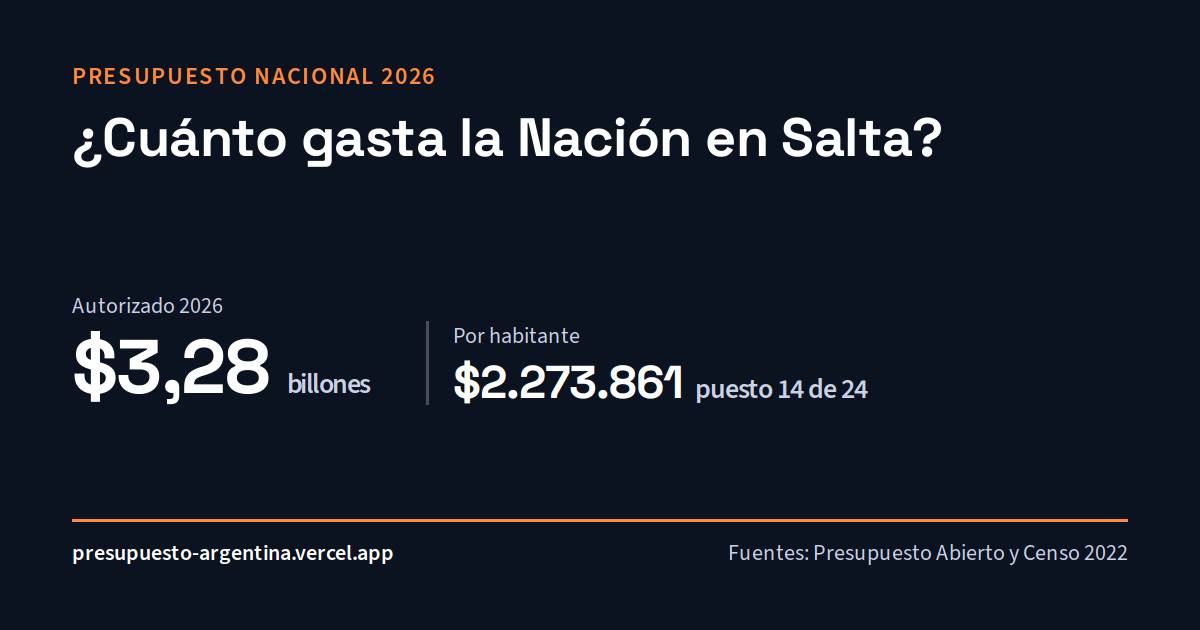 PRESUPUESTO NACIONAL 2026
¿Cuánto gasta la Nación en Salta?
Autorizado 2026
$3,28 billones
Por habitante
$2.273.861 puesto 14 de 24
presupuesto-argentina.vercel.app
Fuentes: Presupuesto Abierto y Censo 2022